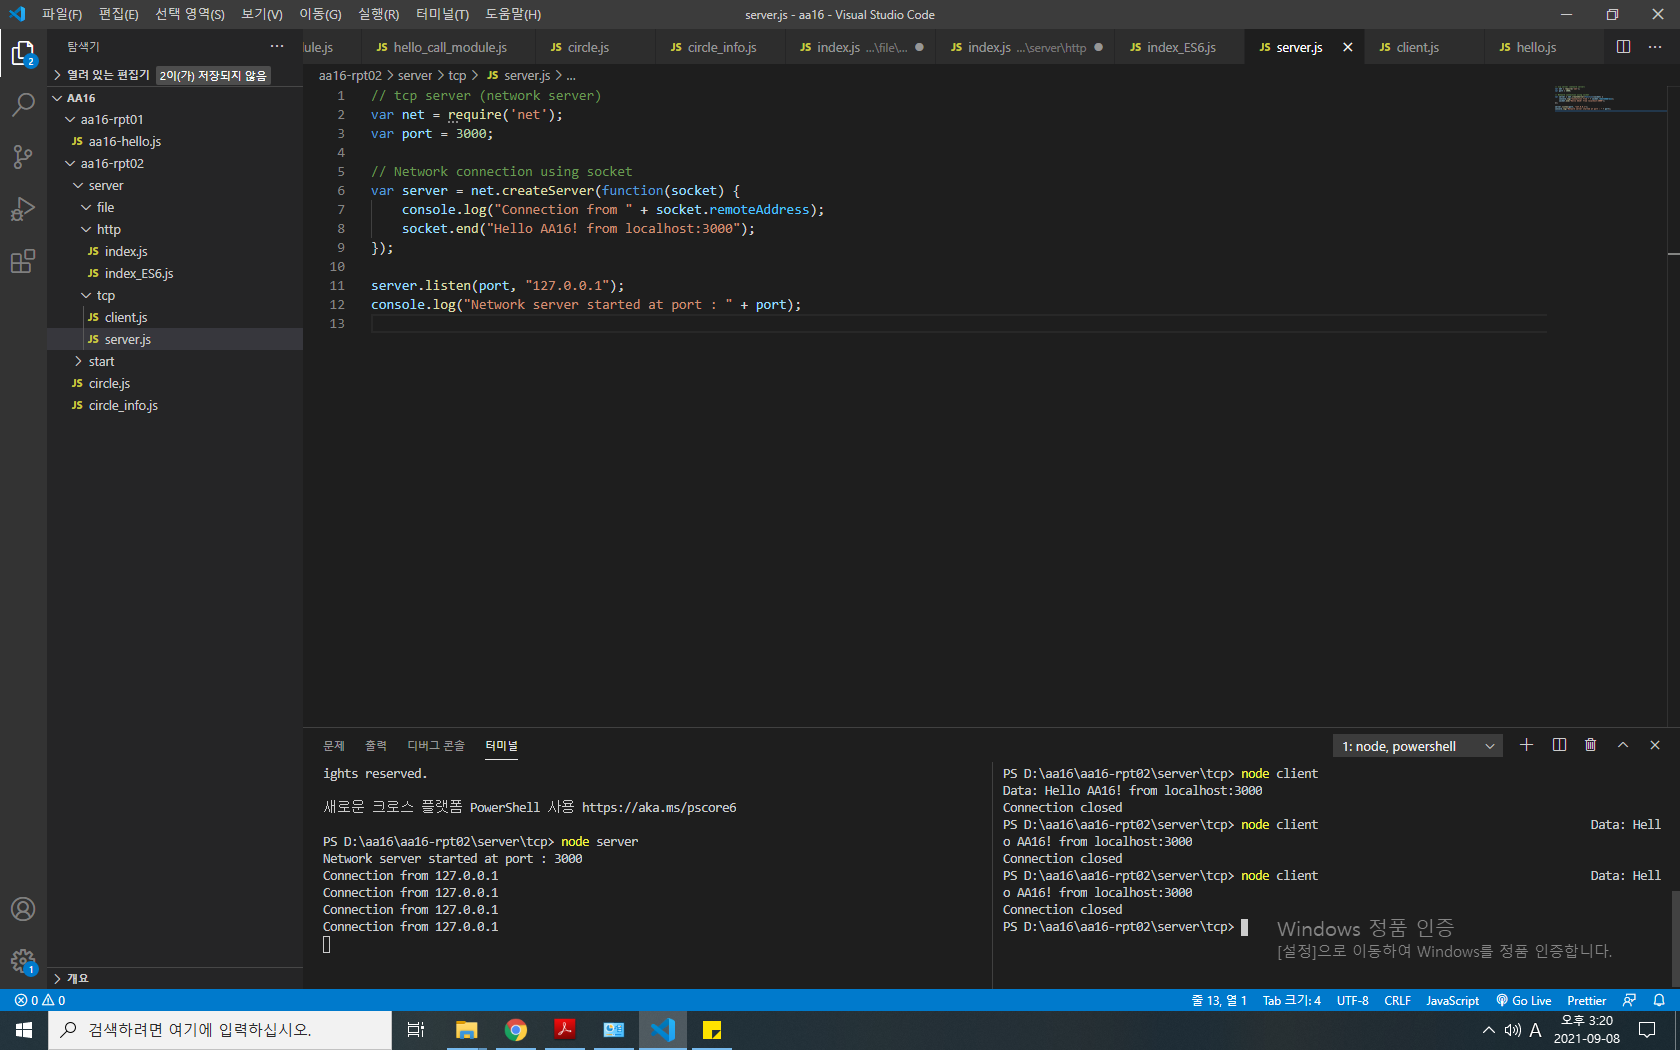 파일(F) 편집(E) 선택 영역(S) 보기(V) 이동(G) 실행(R) 터미널(T) 도움말(H)
server.js - aa16 - Visual Studio Code
탐색기
2
열려 있는 편집기 2이(가) 저장되지 않음
AA16
aa16-rpt01
JS aa16-hello.js
aa16-rpt02
server
file
http
JS index.js
JS index_ES6.js
tcp
JS client.js
JS server.js
start
JS circle.js
JS circle_info.js
개요
1
ule.js
JS hello_call_module.js
JS circle.js
JS circle_info.js
JS index.js ...\file\...
JS index.js ...\server\http
JS index_ES6.js
JS server.js
JS client.js
JS hello.js
aa16-rpt02 > server > tcp > JS server.js > ...
1 // tcp server (network server)
2 var net = require('net');
3 var port = 3000;
4
5 // Network connection using socket
6 var server = net.createServer(function(socket) {
7 console.log("Connection from " + socket.remoteAddress);
8 socket.end("Hello AA16! from localhost:3000");
9 });
10
11 server.listen(port, "127.0.0.1");
12 console.log("Network server started at port : " + port);
13
문제 출력 디버그 콘솔 터미널
1: node, powershell
ights reserved.
새로운 크로스 플랫폼 PowerShell 사용 https://aka.ms/pscore6
PS D:\aa16\aa16-rpt02\server\tcp> node server
Network server started at port : 3000
Connection from 127.0.0.1
Connection from 127.0.0.1
Connection from 127.0.0.1
Connection from 127.0.0.1
PS D:\aa16\aa16-rpt02\server\tcp> node client
Data: Hello AA16! from localhost:3000
Connection closed
PS D:\aa16\aa16-rpt02\server\tcp> node client Data: Hell
o AA16! from localhost:3000
Connection closed
PS D:\aa16\aa16-rpt02\server\tcp> node client Data: Hell
o AA16! from localhost:3000
Connection closed
PS D:\aa16\aa16-rpt02\server\tcp>
Windows 정품 인증
[설정]으로 이동하여 Windows를 정품 인증합니다.
0 0
줄 13, 열 1 Tab 크기: 4 UTF-8 CRLF JavaScript Go Live Prettier
검색하려면 여기에 입력하십시오.
A
오후 3:20
2021-09-08